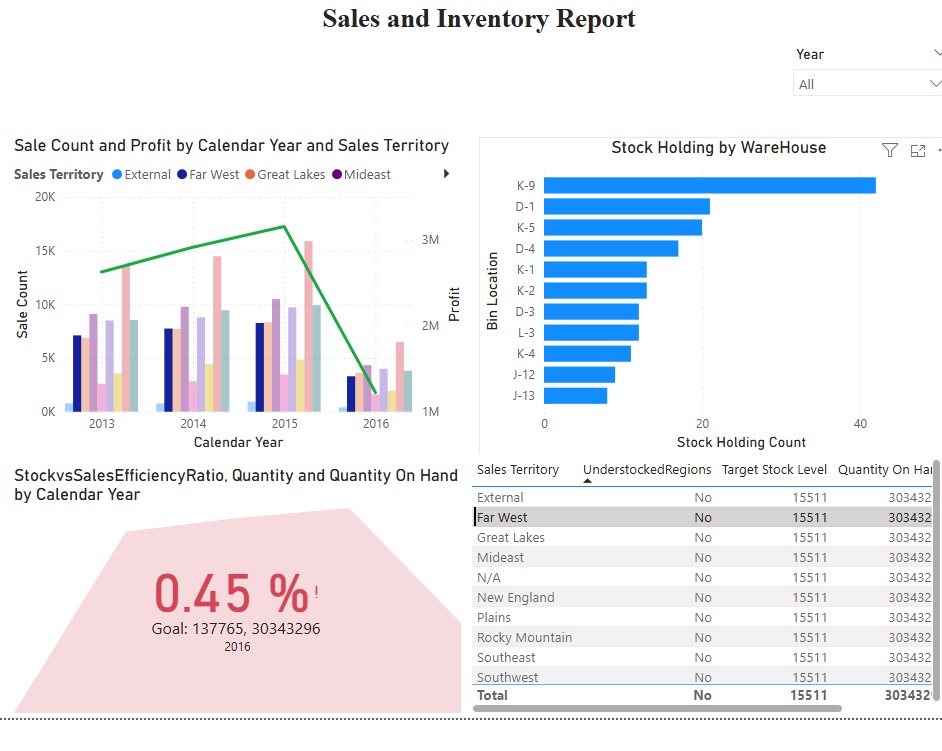 Sales and Inventory Report
Year
All
Sale Count and Profit by Calendar Year and Sales Territory
Sales Territory External Far West Great Lakes Mideast
20K
15K
10K
5K
0K
Sale Count
3M
2M
1M
Profit
2013 2014 2015 2016
Calendar Year
Stock Holding by WareHouse
Bin Location
K-9
D-1
K-5
D-4
K-1
K-2
D-3
L-3
K-4
J-12
J-13
0 20 40
Stock Holding Count
StockvsSalesEfficiencyRatio, Quantity and Quantity On Hand
by Calendar Year
0.45 %!
Goal: 137765, 30343296
2016
Sales Territory UnderstockedRegions Target Stock Level Quantity On Har
External No 15511 303432
Far West No 15511 303432
Great Lakes No 15511 303432
Mideast No 15511 303432
N/A No 15511 303432
New England No 15511 303432
Plains No 15511 303432
Rocky Mountain No 15511 303432
Southeast No 15511 303432
Southwest No 15511 303432
Total No 15511 303432